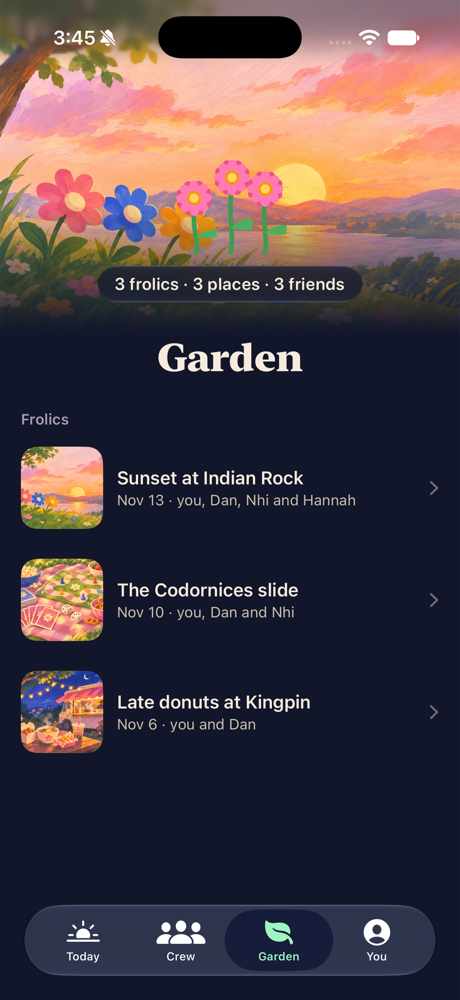 3:45
3 frolics · 3 places · 3 friends
Garden
Frolics
Sunset at Indian Rock
Nov 13 · you, Dan, Nhi and Hannah
The Codornices slide
Nov 10 · you, Dan and Nhi
Late donuts at Kingpin
Nov 6 · you and Dan
Today
Crew
Garden
You